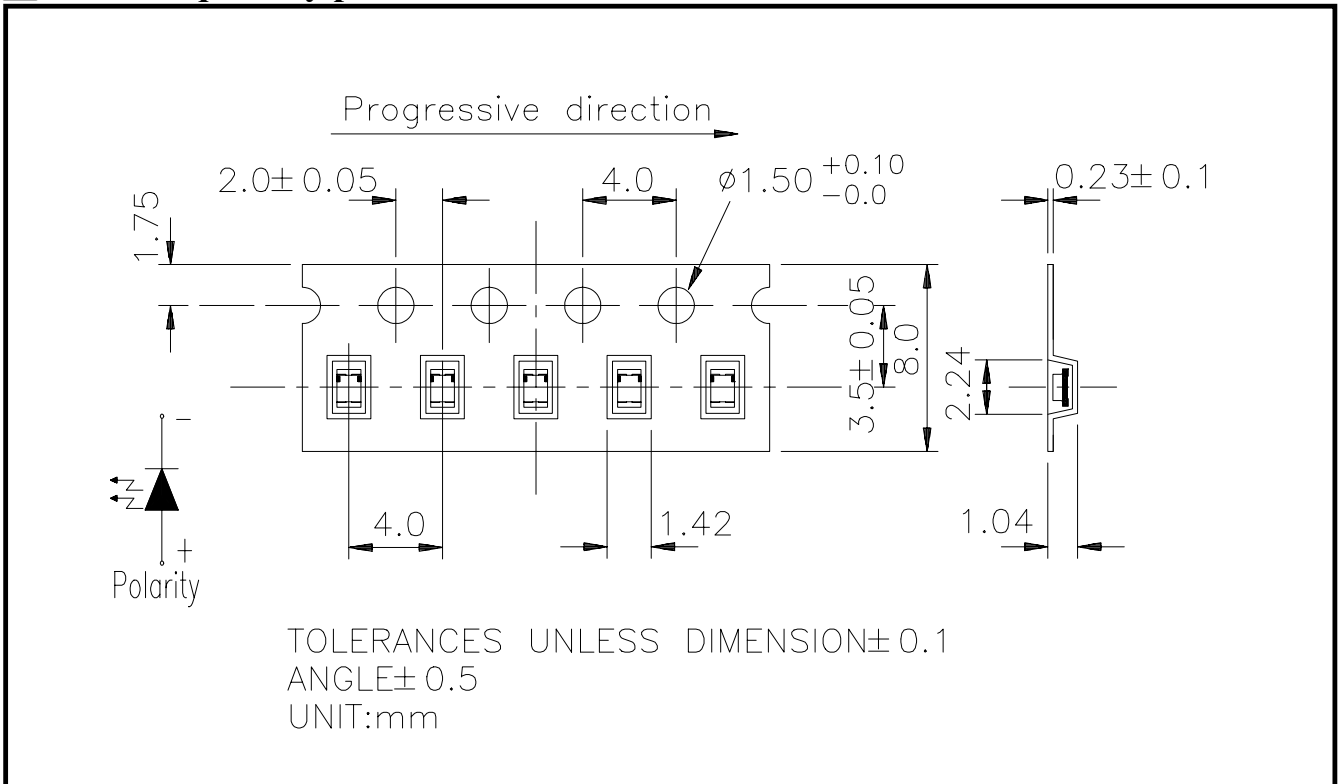 Progressive direction
2.0±0.05
4.0
ø1.50 +0.10 -0.0
0.23±0.1
1.75
3.5±0.05
8.0
2.24
-
+
Polarity
4.0
1.42
1.04
TOLERANCES UNLESS DIMENSION±0.1
ANGLE±0.5
UNIT:mm